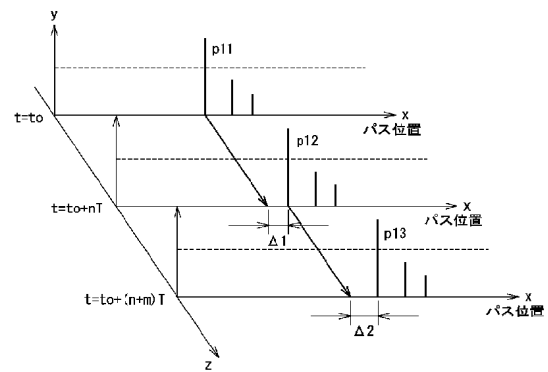 y
p11
t=to
x
パス位置
p12
t=to+nT
x
パス位置
Δ1
p13
t=to+(n+m)T
x
パス位置
Δ2
z